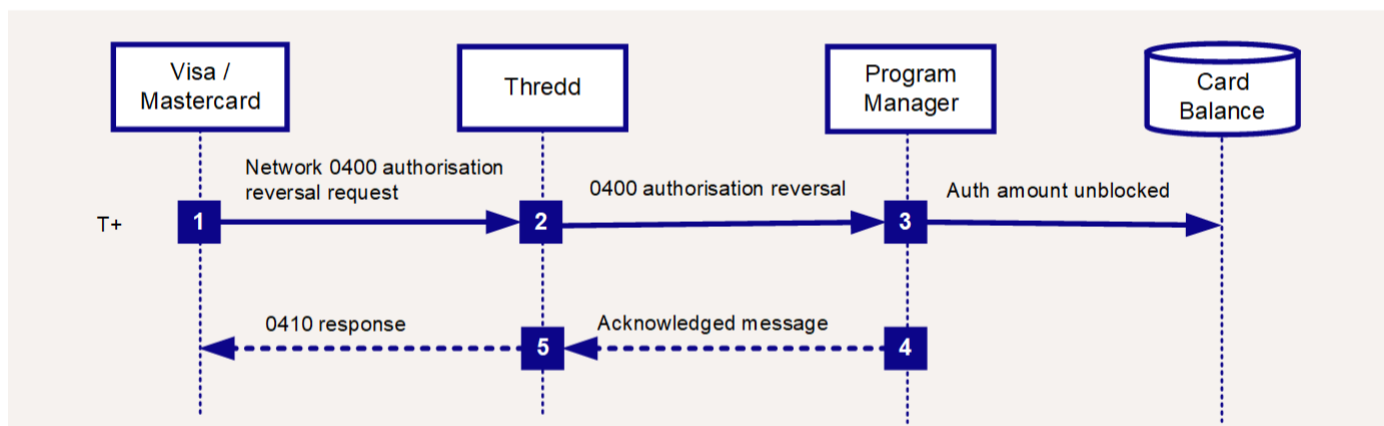 Visa /
Mastercard
Thredd
Program
Manager
Card
Balance
Network 0400 authorisation
reversal request
0400 authorisation reversal
Auth amount unblocked
T+
1
2
3
0410 response
Acknowledged message
5
4